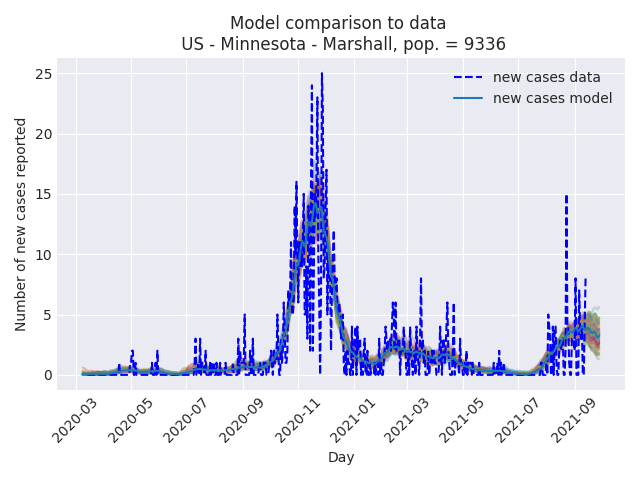 Model comparison to data
US - Minnesota - Marshall, pop. = 9336
new cases data
new cases model
Number of new cases reported
25
20
15
10
5
0
2020-03
2020-05
2020-07
2020-09
2020-11
2021-01
2021-03
2021-05
2021-07
2021-09
Day